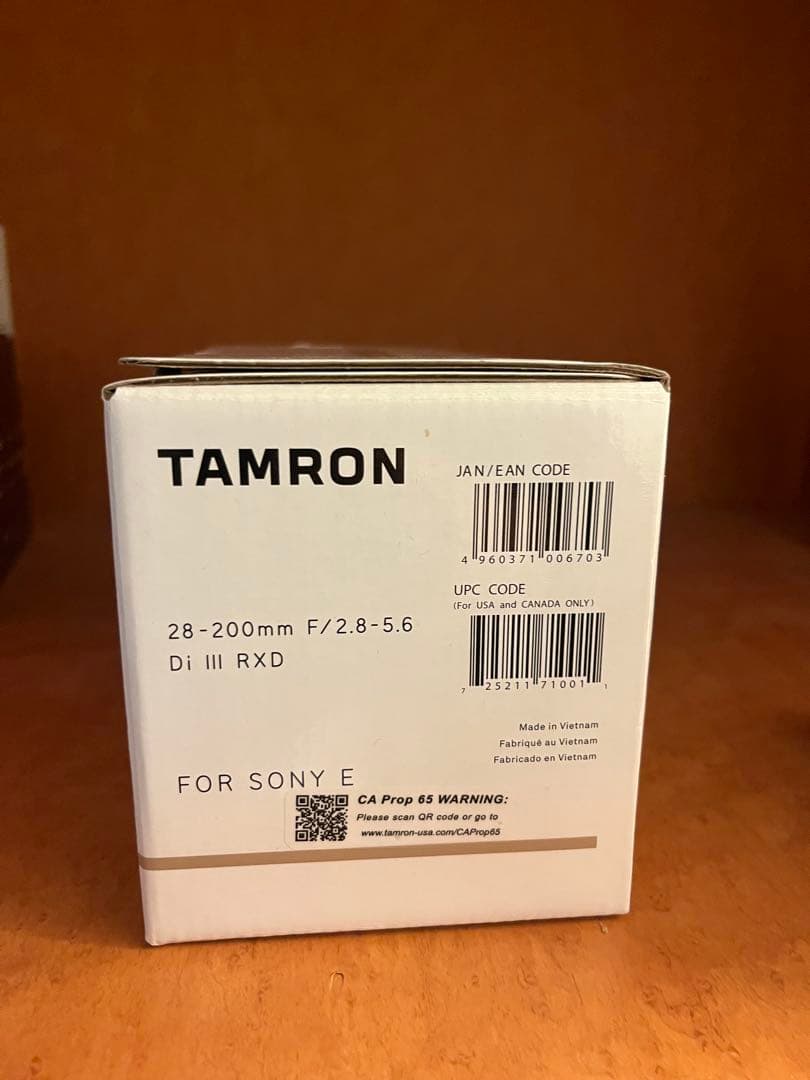 TAMRON
28-200mm F/2.8-5.6
Di III RXD
FOR SONY E
JAN/EAN CODE
4 960371 006703
UPC CODE
(For USA and CANADA ONLY)
7 25211 71001 1
Made in Vietnam
Fabriqué au Vietnam
Fabricado en Vietnam
CA Prop 65 WARNING:
Please scan QR code or go to
www.tamron-usa.com/CAProp65